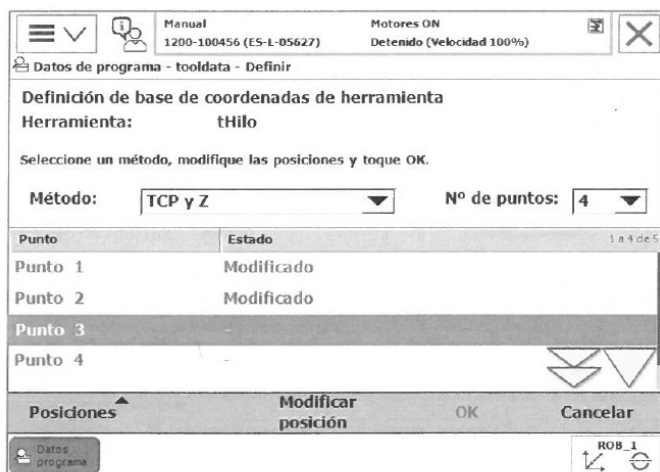 Manual
1200-100456 (ES-L-05627)
Motores ON
Detenido (Velocidad 100%)
Datos de programa - tooldata - Definir
Definición de base de coordenadas de herramienta
Herramienta: tHilo
Seleccione un método, modifique las posiciones y toque OK.
Método: TCP y Z Nº de puntos: 4
Punto Estado 1 a 4 de 5
Punto 1 Modificado
Punto 2 Modificado
Punto 3 -
Punto 4 -
Posiciones Modificar posición OK Cancelar
Datos programa
ROB_1